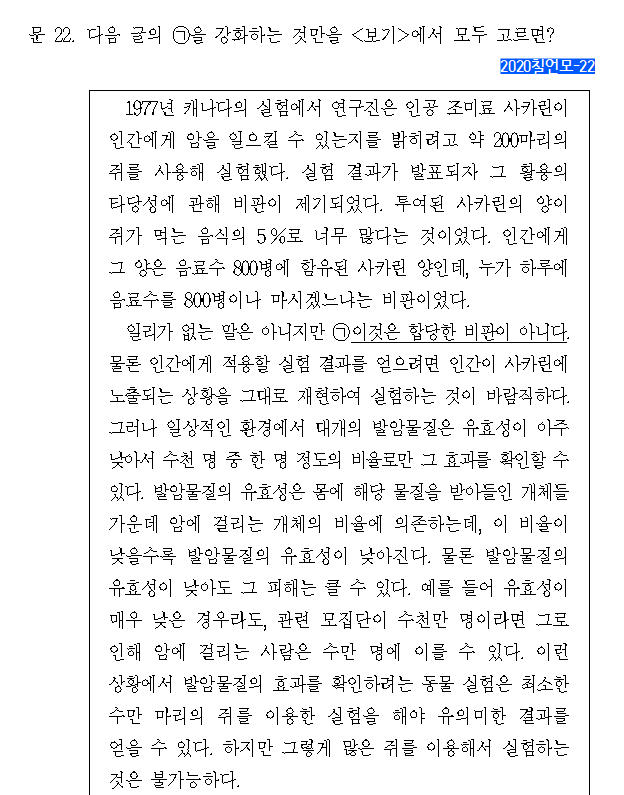 문 22. 다음 글의 ㉠을 강화하는 것만을 <보기>에서 모두 고르면?
2020침언모-22
1977년 캐나다의 실험에서 연구진은 인공 조미료 사카린이
인간에게 암을 일으킬 수 있는지를 밝히려고 약 200마리의
쥐를 사용해 실험했다. 실험 결과가 발표되자 그 활용의
타당성에 관해 비판이 제기되었다. 투여된 사카린의 양이
쥐가 먹는 음식의 5%로 너무 많다는 것이었다. 인간에게
그 양은 음료수 800병에 함유된 사카린 양인데, 누가 하루에
음료수를 800병이나 마시겠느냐는 비판이었다.
일리가 없는 말은 아니지만 ㉠이것은 합당한 비판이 아니다.
물론 인간에게 적용할 실험 결과를 얻으려면 인간이 사카린에
노출되는 상황을 그대로 재현하여 실험하는 것이 바람직하다.
그러나 일상적인 환경에서 대개의 발암물질은 유효성이 아주
낮아서 수천 명 중 한 명 정도의 비율로만 그 효과를 확인할 수
있다. 발암물질의 유효성은 몸에 해당 물질을 받아들인 개체들
가운데 암에 걸리는 개체의 비율에 의존하는데, 이 비율이
낮을수록 발암물질의 유효성이 낮아진다. 물론 발암물질의
유효성이 낮아도 그 피해는 클 수 있다. 예를 들어 유효성이
매우 낮은 경우라도, 관련 모집단이 수천만 명이라면 그로
인해 암에 걸리는 사람은 수만 명에 이를 수 있다. 이런
상황에서 발암물질의 효과를 확인하려는 동물 실험은 최소한
수만 마리의 쥐를 이용한 실험을 해야 유의미한 결과를
얻을 수 있다. 하지만 그렇게 많은 쥐를 이용해서 실험하는
것은 불가능하다.